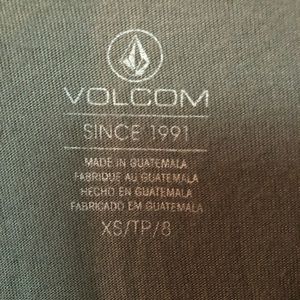 VOLCOM
SINCE 1991
MADE IN GUATEMALA
FABRIQUE AU GUATEMALA
HECHO EN GUATEMALA
FABRICADO EM GUATEMALA
XS/TP/8